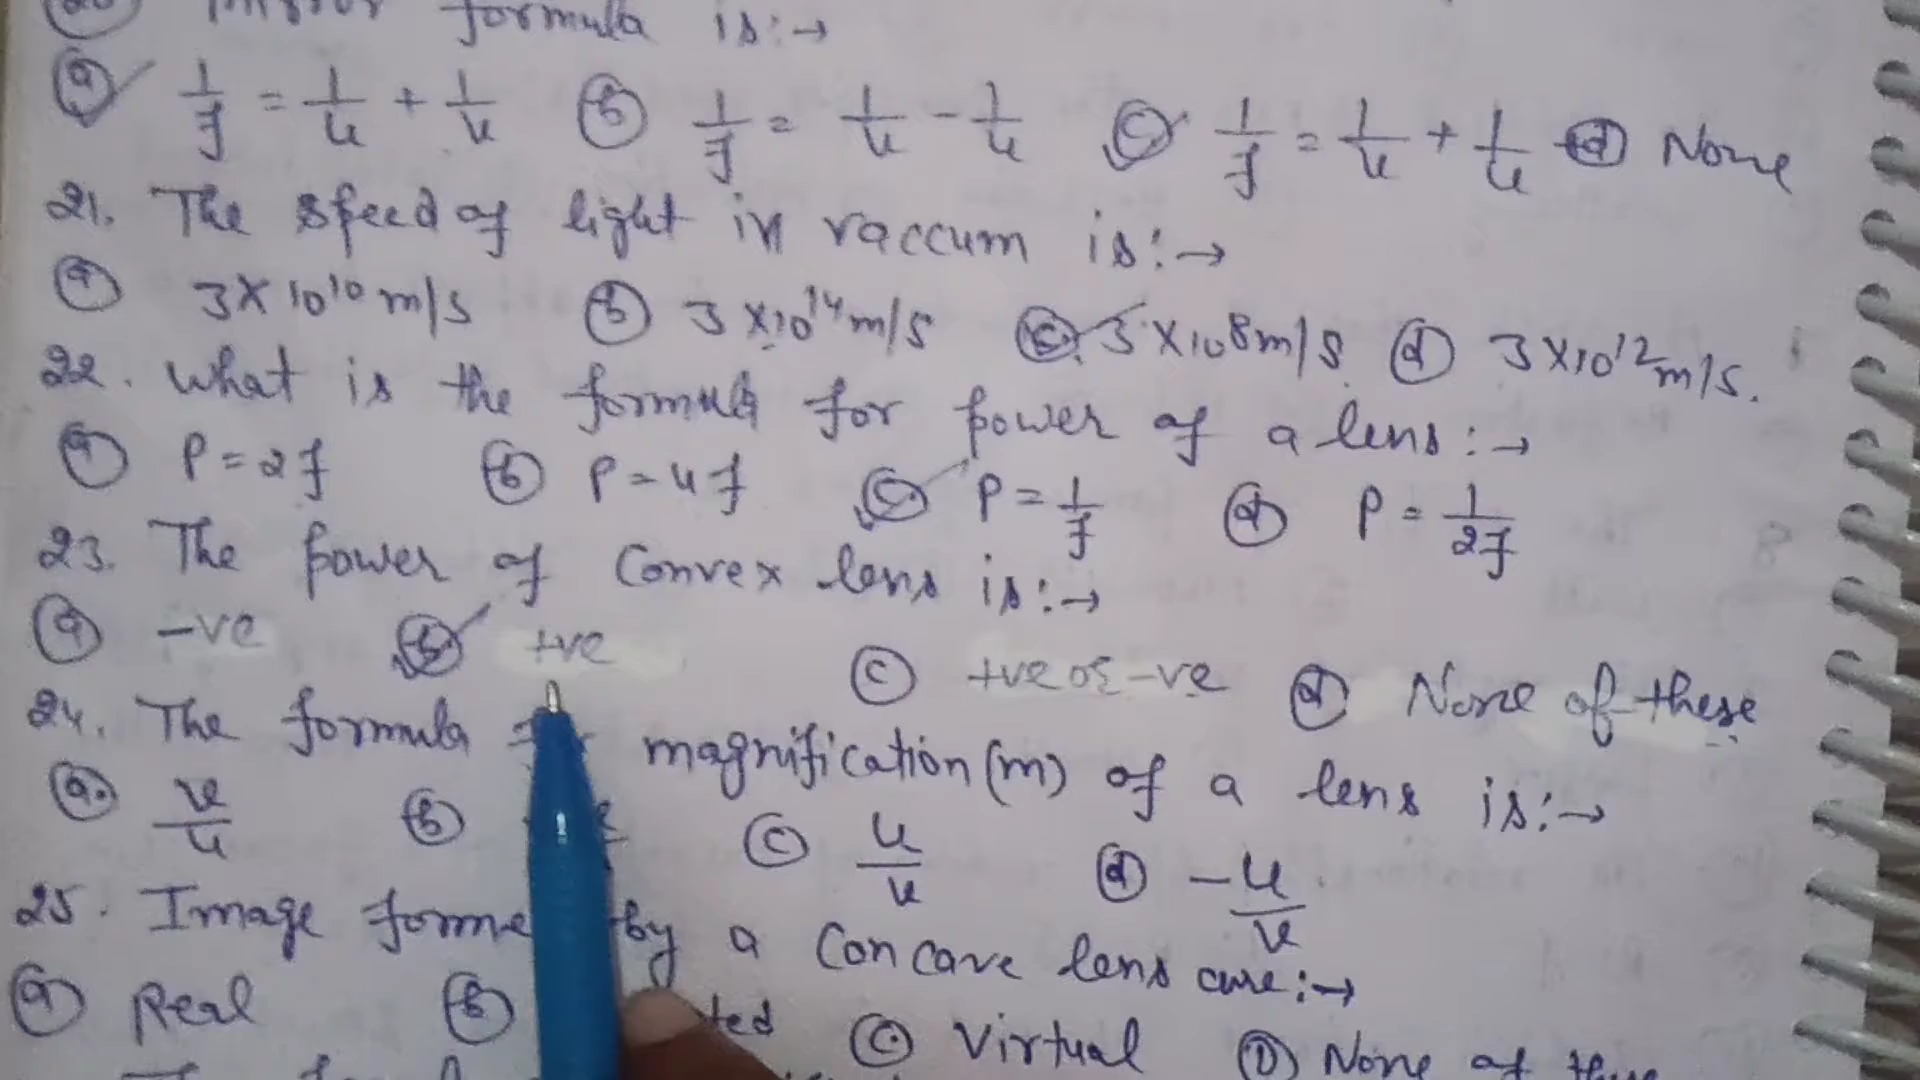 formula is:→
ⓐ 1/f = 1/u + 1/v ⓑ 1/f = 1/v - 1/u ⓒ 1/f = 1/v + 1/u ⓓ None
21. The speed of light in vaccum is:→
ⓐ 3×10¹⁰ m/s ⓑ 3×10¹⁴ m/s ⓒ 3×10⁸ m/s ⓓ 3×10¹² m/s.
22. What is the formula for power of a lens:→
ⓐ P = 2f ⓑ P = 4f ⓒ P = 1/f ⓓ P = 1/2f
23. The power of Convex lens is:→
ⓐ -ve ⓑ +ve ⓒ +ve or -ve ⓓ None of these
24. The formula magnification (m) of a lens is:→
ⓐ v/u ⓑ ⓒ u/v ⓓ -u/v
25. Image by a Concave lens are:→
ⓐ Real ⓑ ⓒ Virtual Ⓓ None of